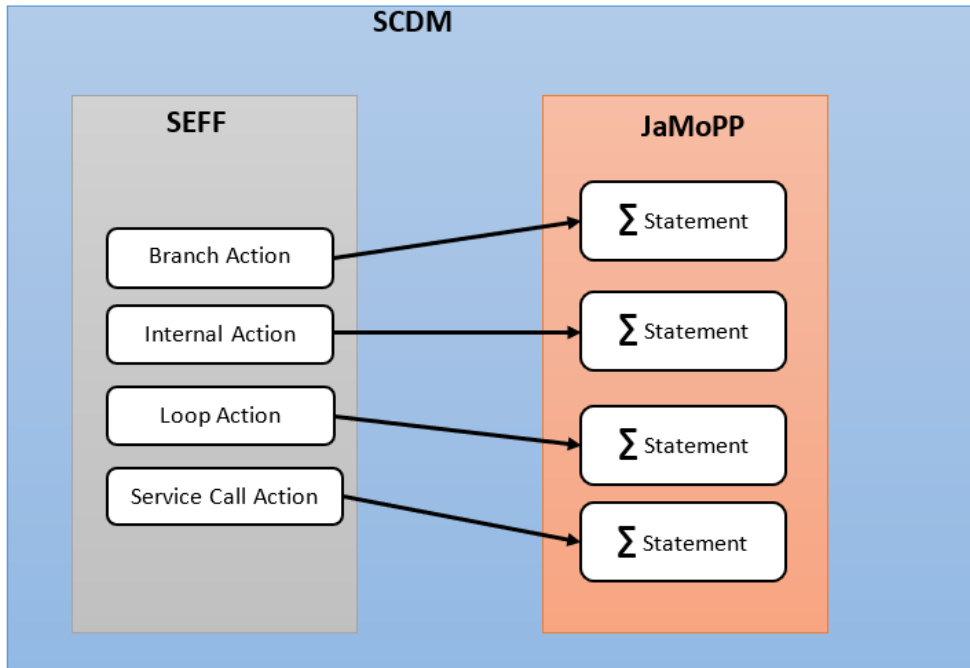 SCDM
SEFF
Branch Action
Internal Action
Loop Action
Service Call Action
JaMoPP
Σ Statement
Σ Statement
Σ Statement
Σ Statement